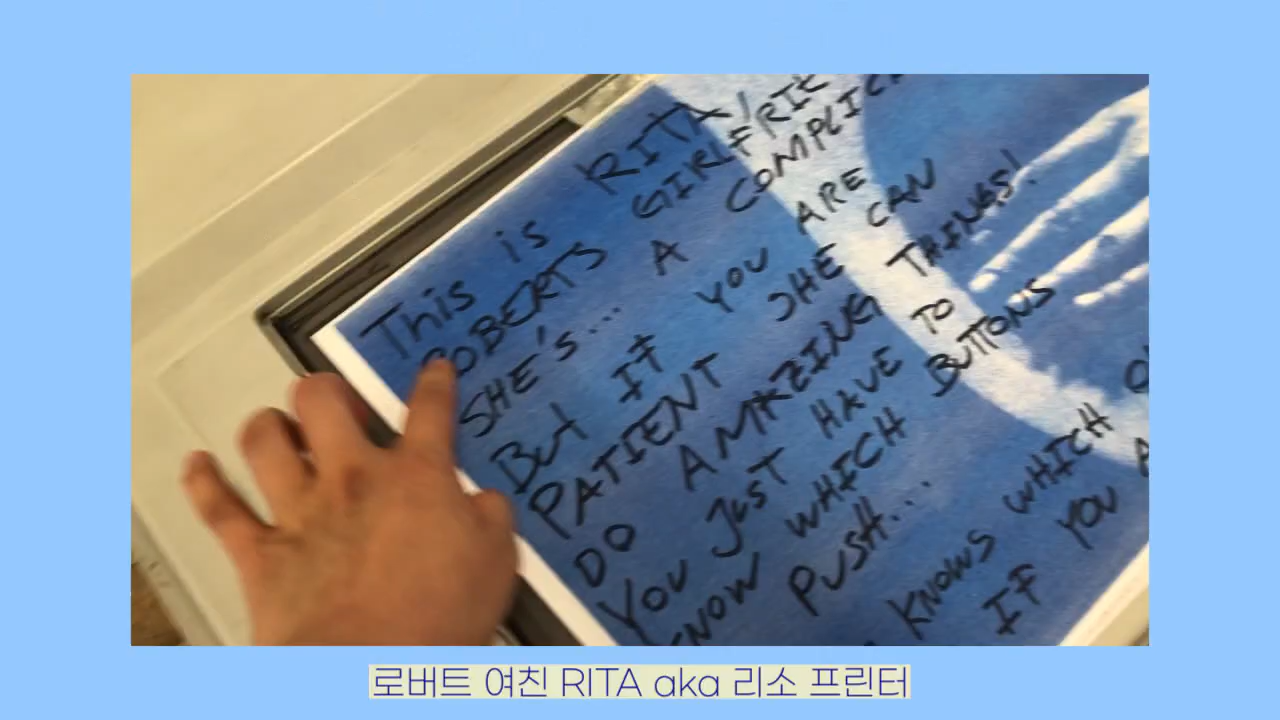 This is RITA,
ROBERTS GIRLFRIE
SHE'S... A COMPLIC
But IF YOU ARE
PATIENT SHE CAN
DO AMAZING THINGS!
You JUST HAVE TO
KNOW WHICH BUTTONS
PUSH...
KNOWS WHICH
IF YOU
로버트 여친 RITA aka 리소 프린터